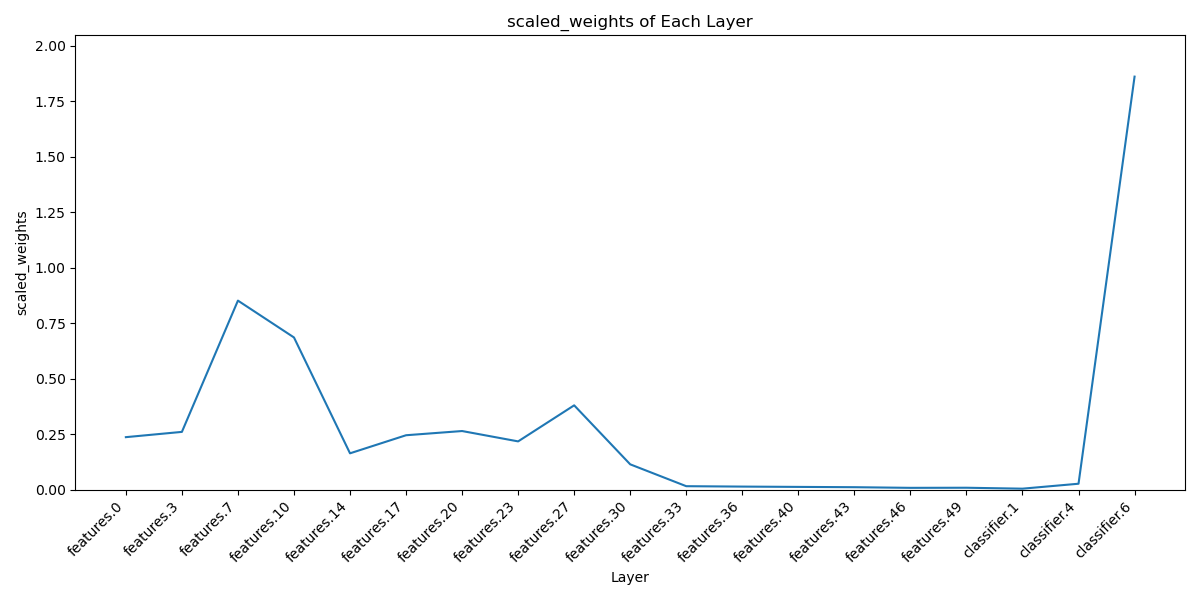 scaled_weights of Each Layer
scaled_weights
2.00
1.75
1.50
1.25
1.00
0.75
0.50
0.25
0.00
features.0
features.3
features.7
features.10
features.14
features.17
features.20
features.23
features.27
features.30
features.33
features.36
features.40
features.43
features.46
features.49
classifier.1
classifier.4
classifier.6
Layer